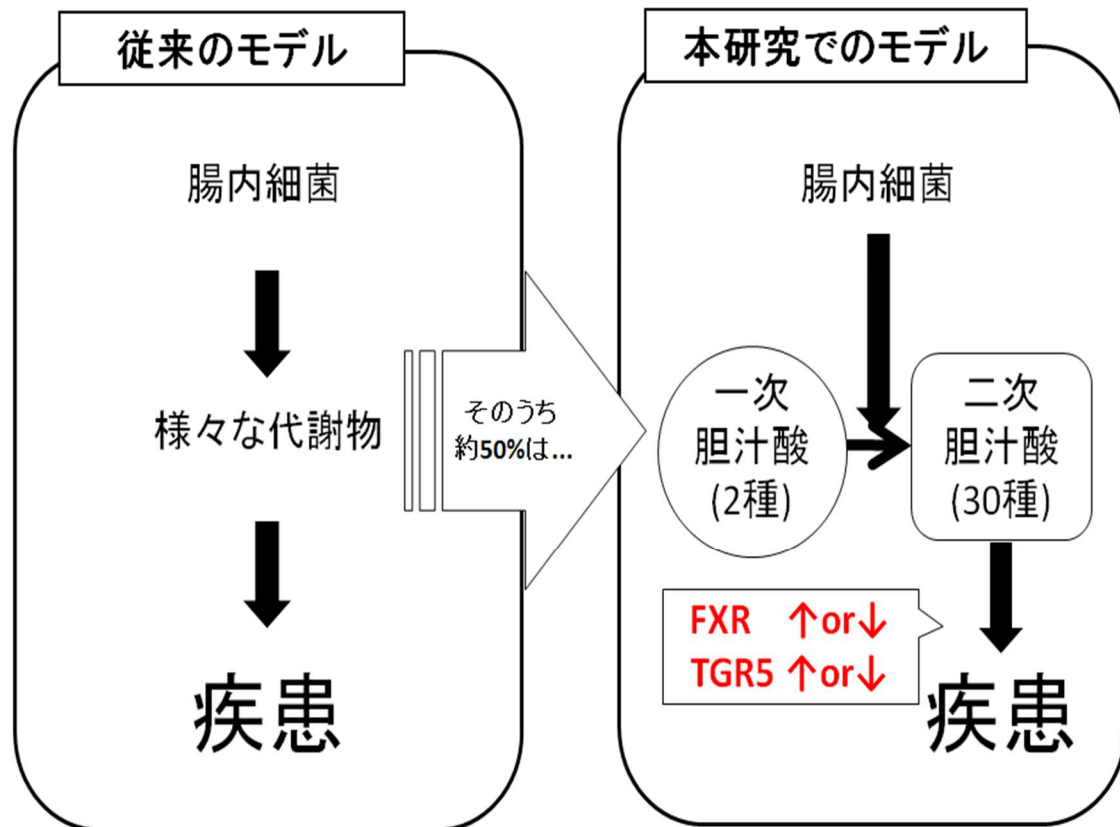 従来のモデル
腸内細菌
様々な代謝物
疾患
そのうち
約50%は...
本研究でのモデル
腸内細菌
一次
胆汁酸
(2種)
二次
胆汁酸
(30種)
FXR ↑or↓
TGR5 ↑or↓
疾患